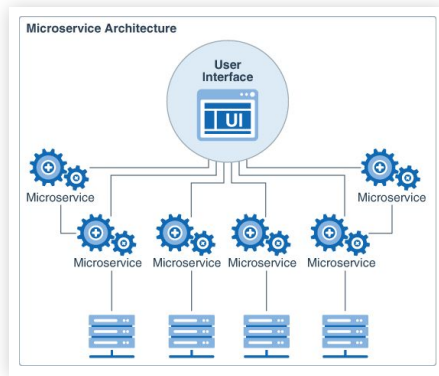 Microservice Architecture
User
Interface
UI
Microservice
Microservice
Microservice
Microservice
Microservice
Microservice